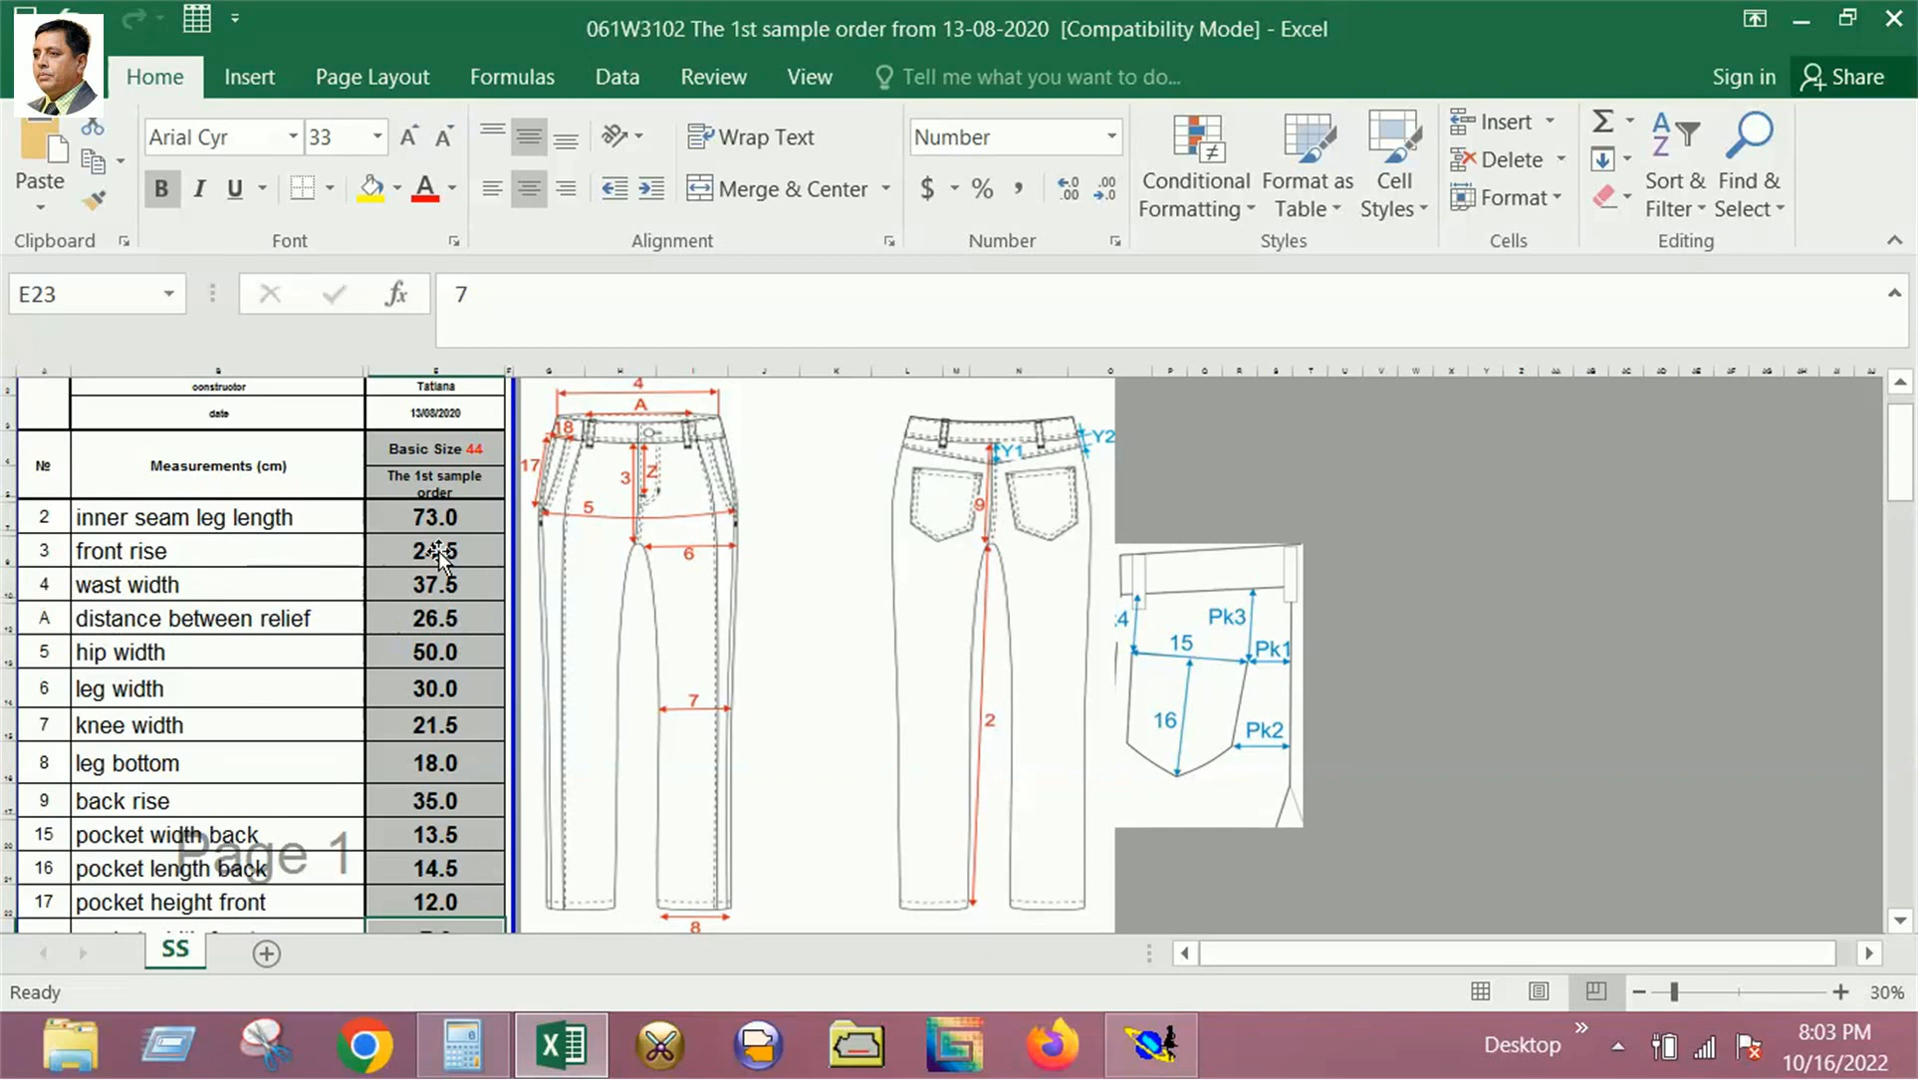 061W3102 The 1st sample order from 13-08-2020 [Compatibility Mode] - Excel
Home Insert Page Layout Formulas Data Review View Tell me what you want to do... Sign in Share
Arial Cyr 33 Wrap Text Number Insert
Paste B I U Merge & Center $ % , Conditional Formatting Format as Table Cell Styles Delete Format Sort & Filter Find & Select
Clipboard Font Alignment Number Styles Cells Editing
E23 fx 7
constructor Tatiana
date 13/08/2020
№ Measurements (cm) Basic Size 44
The 1st sample order
2 inner seam leg length 73.0
3 front rise
4 wast width 37.5
A distance between relief 26.5
5 hip width 50.0
6 leg width 30.0
7 knee width 21.5
8 leg bottom 18.0
9 back rise 35.0
15 pocket width back 13.5
16 pocket length back 14.5
17 pocket height front 12.0
Page 1
4
A
18
17
3
Z
5
6
7
8
Y1
Y2
9
2
4
Pk3
15
Pk1
16
Pk2
SS
Ready 30%
Desktop
8:03 PM
10/16/2022